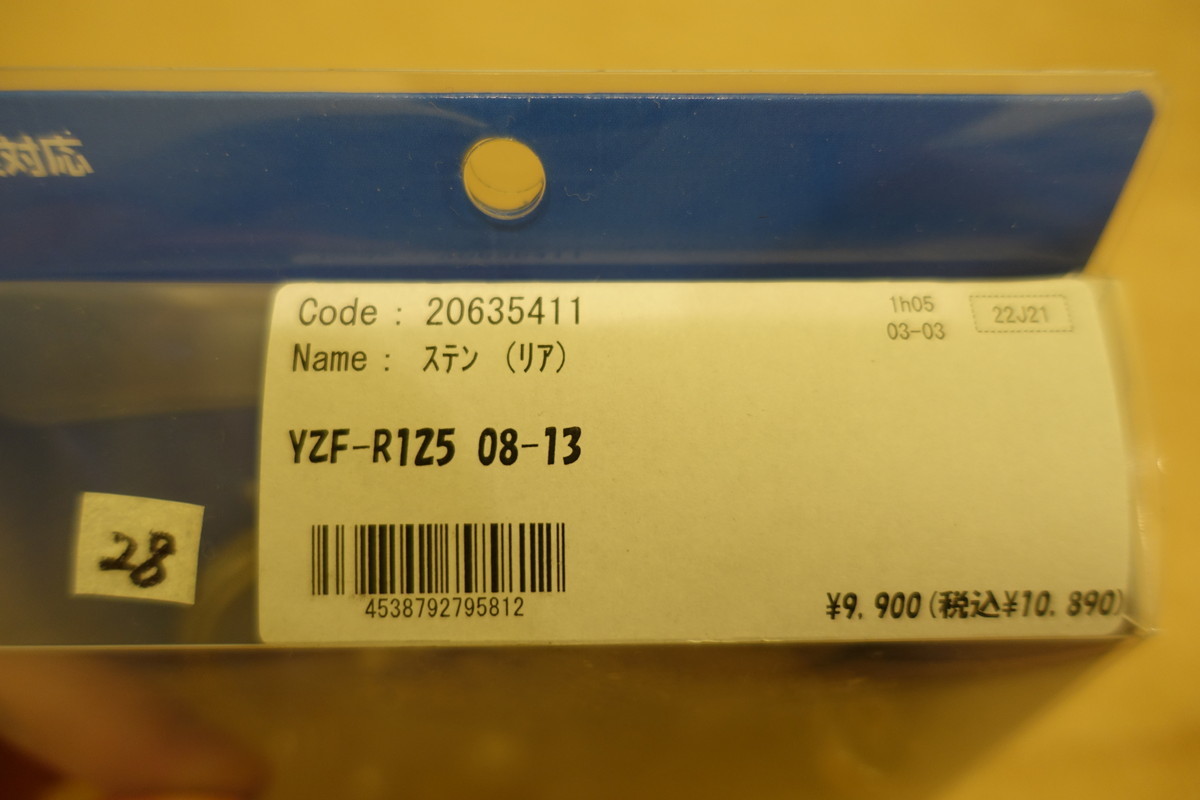 対応
Code : 20635411
1h05
22J21
03-03
Name : ステン (リア)
YZF-R125 08-13
28
4538792795812
¥9,900(税込¥10,890)